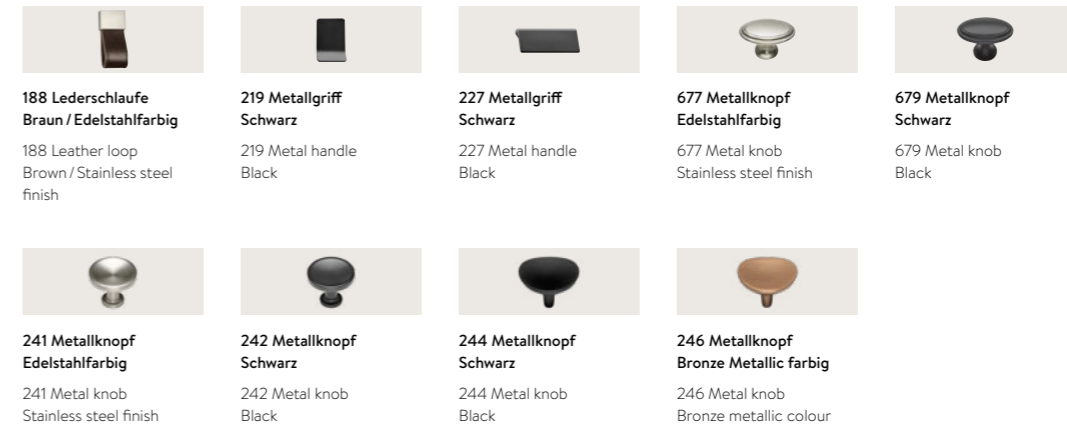 188 Lederschlaufe
Braun / Edelstahlfarbig
188 Leather loop
Brown / Stainless steel
finish
219 Metallgriff
Schwarz
219 Metal handle
Black
227 Metallgriff
Schwarz
227 Metal handle
Black
677 Metallknopf
Edelstahlfarbig
677 Metal knob
Stainless steel finish
679 Metallknopf
Schwarz
679 Metal knob
Black
241 Metallknopf
Edelstahlfarbig
241 Metal knob
Stainless steel finish
242 Metallknopf
Schwarz
242 Metal knob
Black
244 Metallknopf
Schwarz
244 Metal knob
Black
246 Metallknopf
Bronze Metallic farbig
246 Metal knob
Bronze metallic colour